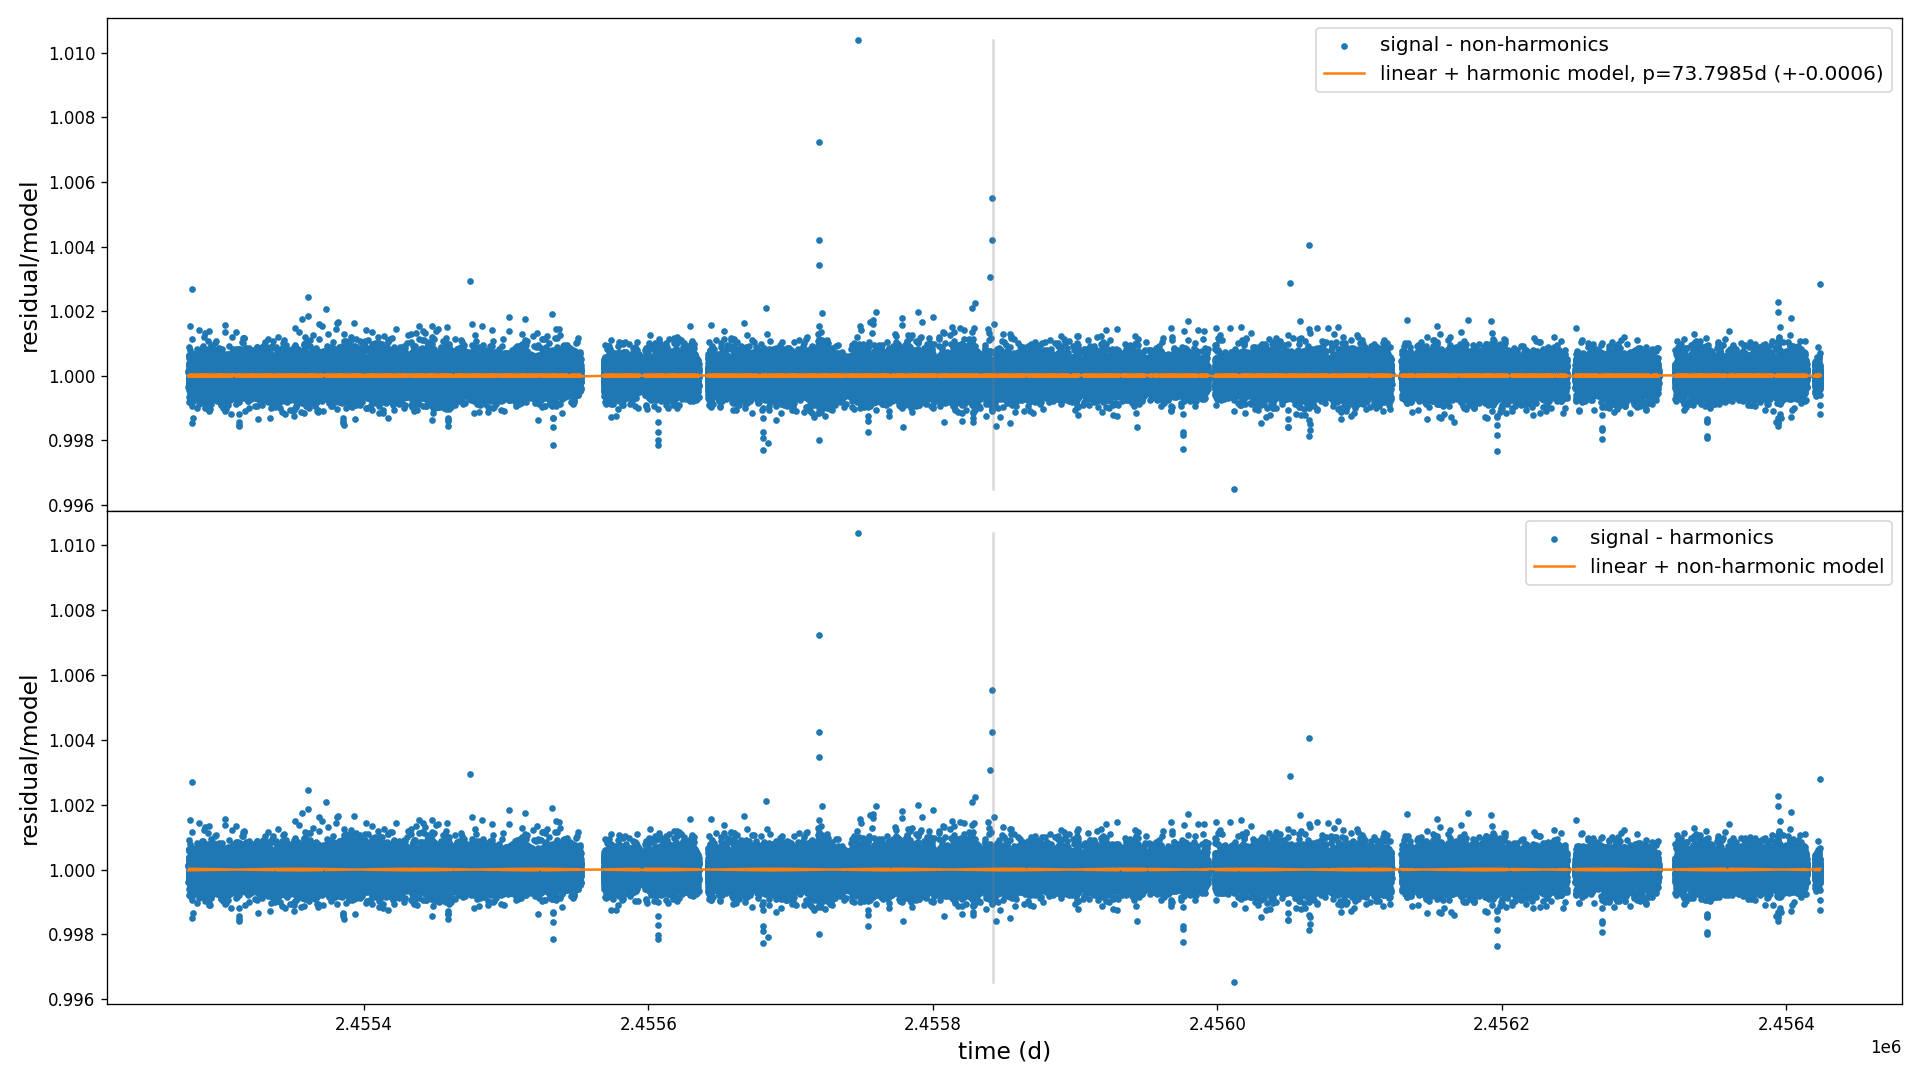 signal - non-harmonics
linear + harmonic model, p=73.7985d (+-0.0006)
residual/model
1.010
1.008
1.006
1.004
1.002
1.000
0.998
0.996
signal - harmonics
linear + non-harmonic model
residual/model
1.010
1.008
1.006
1.004
1.002
1.000
0.998
0.996
2.4554 2.4556 2.4558 2.4560 2.4562 2.4564
1e6
time (d)